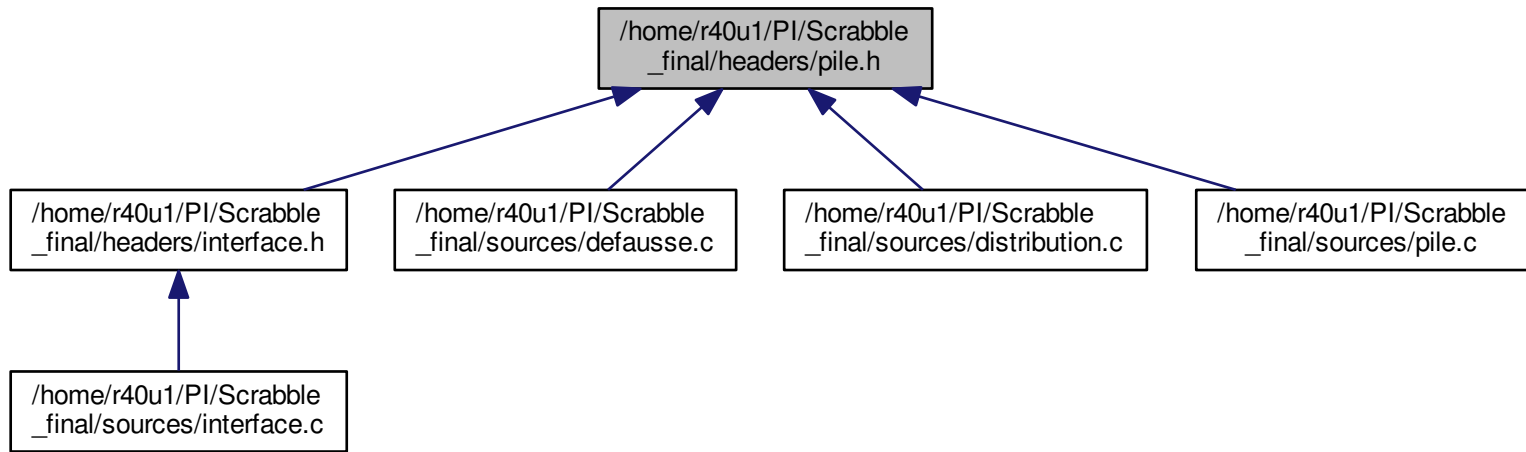 /home/r40u1/PI/Scrabble
_final/headers/pile.h
/home/r40u1/PI/Scrabble
_final/headers/interface.h
/home/r40u1/PI/Scrabble
_final/sources/defausse.c
/home/r40u1/PI/Scrabble
_final/sources/distribution.c
/home/r40u1/PI/Scrabble
_final/sources/pile.c
/home/r40u1/PI/Scrabble
_final/sources/interface.c